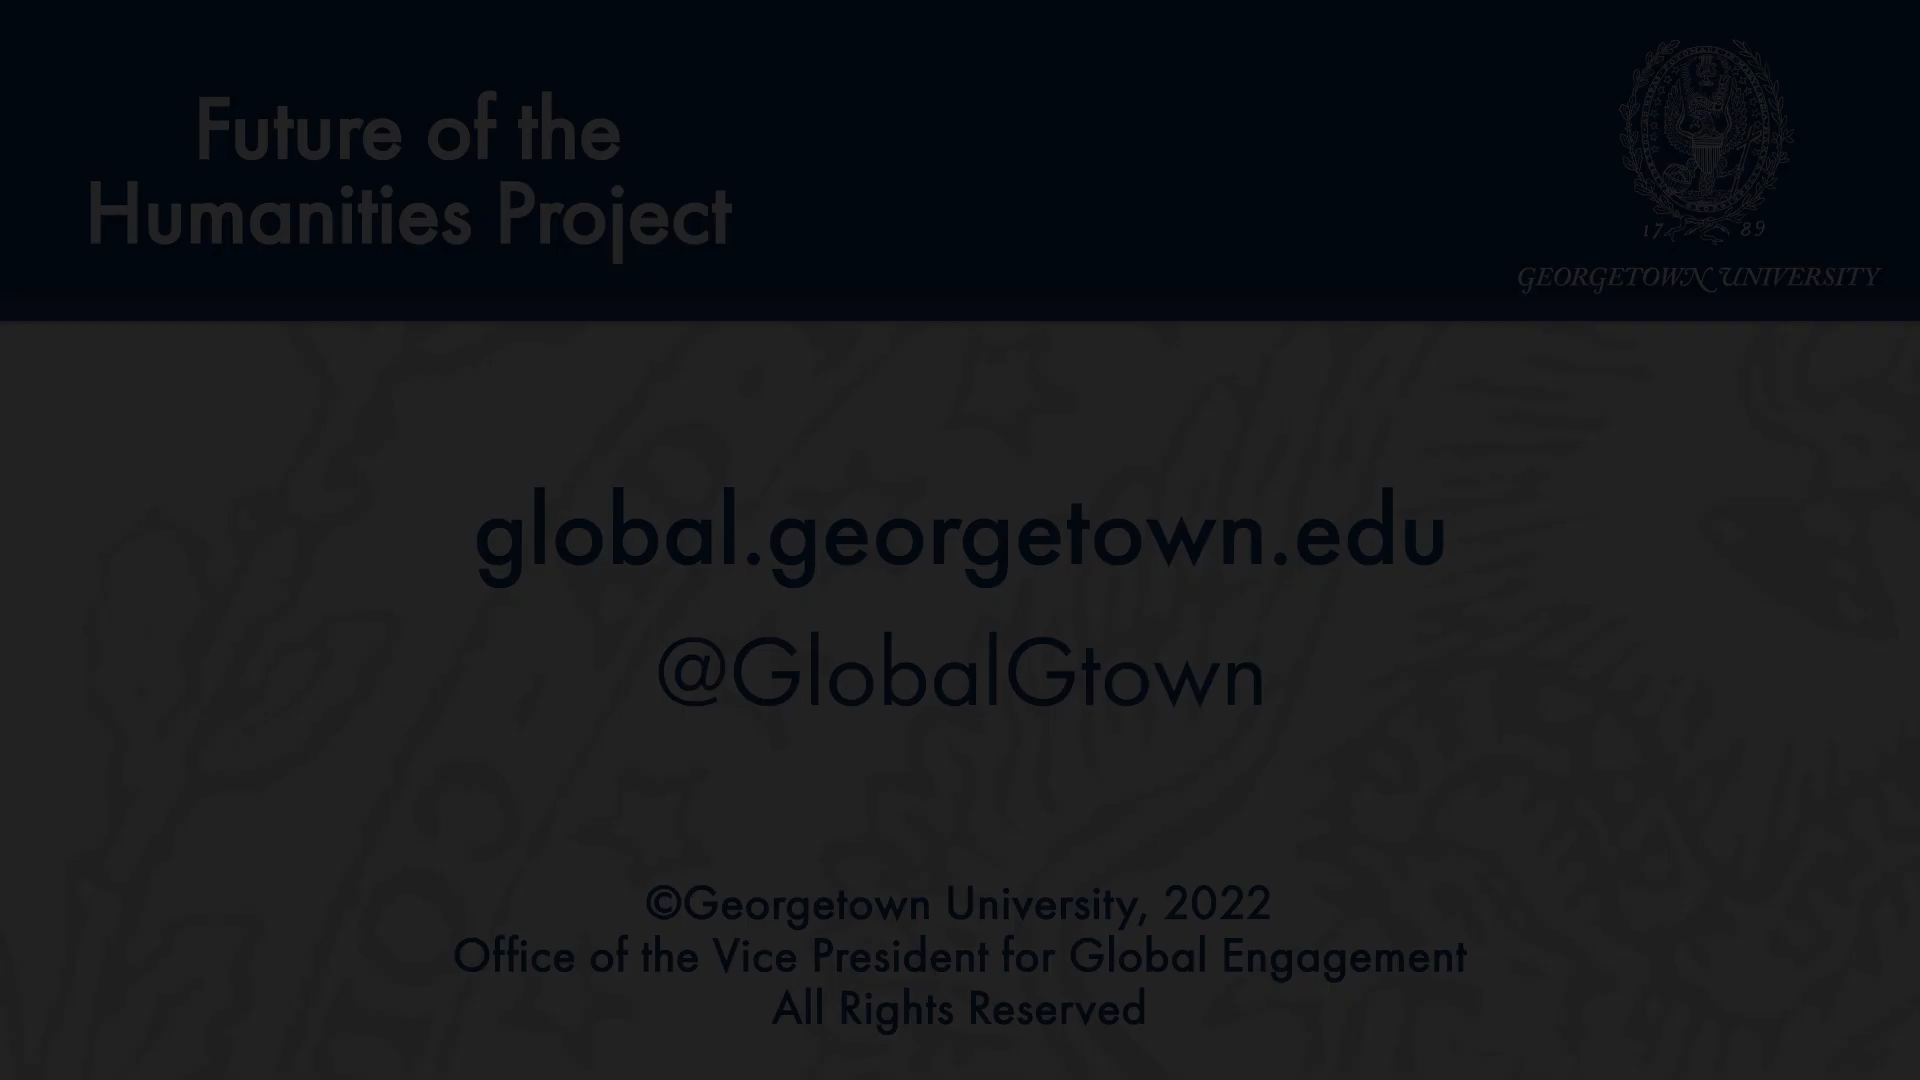 Future of the
Humanities Project
17 89
GEORGETOWN UNIVERSITY
global.georgetown.edu
@GlobalGtown
©Georgetown University, 2022
Office of the Vice President for Global Engagement
All Rights Reserved